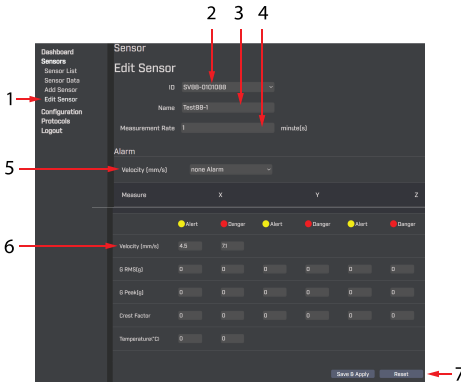 2 3 4
Dashboard Sensor
Sensors
Sensor List Edit Sensor
Sensor Data
Add Sensor ID SV88-0101088
1 Edit Sensor
Name Test88-1
Configuration
Protocols
Logout Measurement Rate 1 minute(s)
Alarm
5 Velocity (mm/s) none Alarm
Measure X Y Z
Alert Danger Alert Danger Alert Danger
6 Velocity (mm/s) 4.5 7.1
G RMS(g) 0 0 0 0 0 0
G Peak(g) 0 0 0 0 0 0
Crest Factor 0 0 0 0 0 0
Temperature°C) 0 0
Save & Apply Reset 7